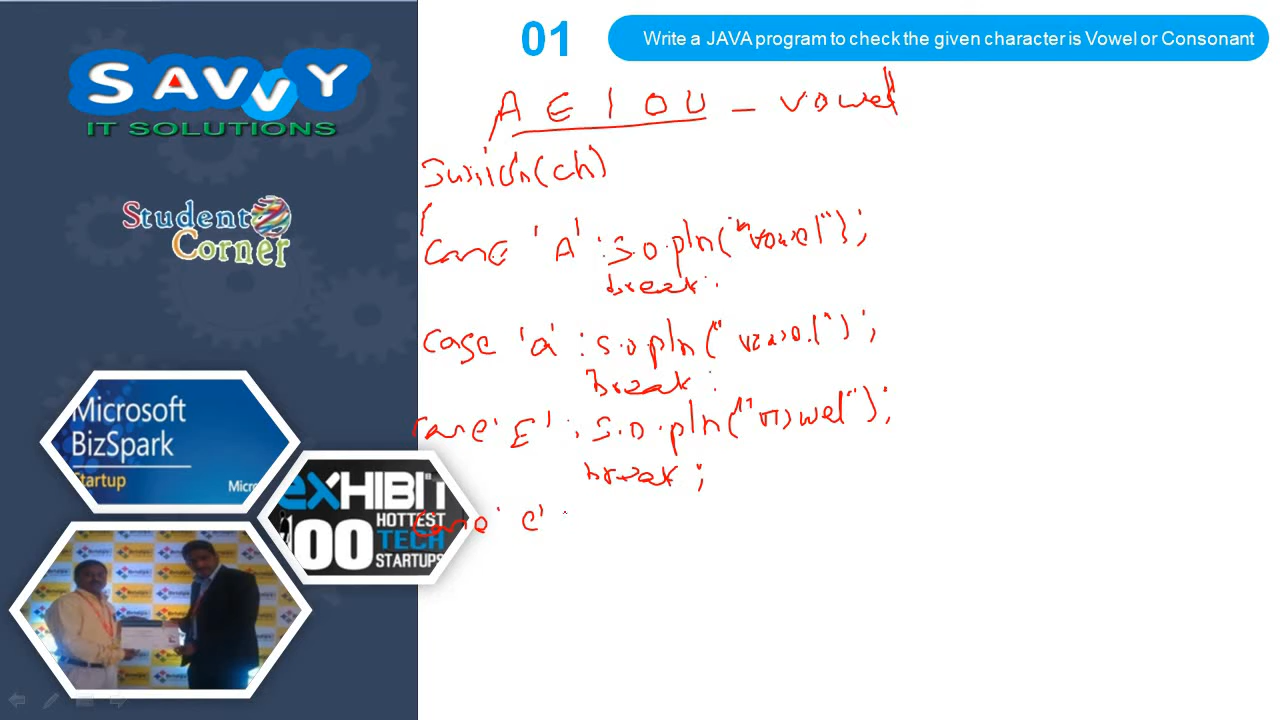 SAVVY
IT SOLUTIONS
Student
Corner
Microsoft
BizSpark
Startup
Micr
eXHIBIT
100 HOTTEST
TECH
STARTUPS
01
Write a JAVA program to check the given character is Vowel or Consonant
A E I O U - vowel
switch(ch)
{
case 'A' : S.o.pln("vowel");
break;
case 'a' : S.o.pln("vowel");
break;
case 'E' : S.o.pln("vowel");
break;
case 'e' :